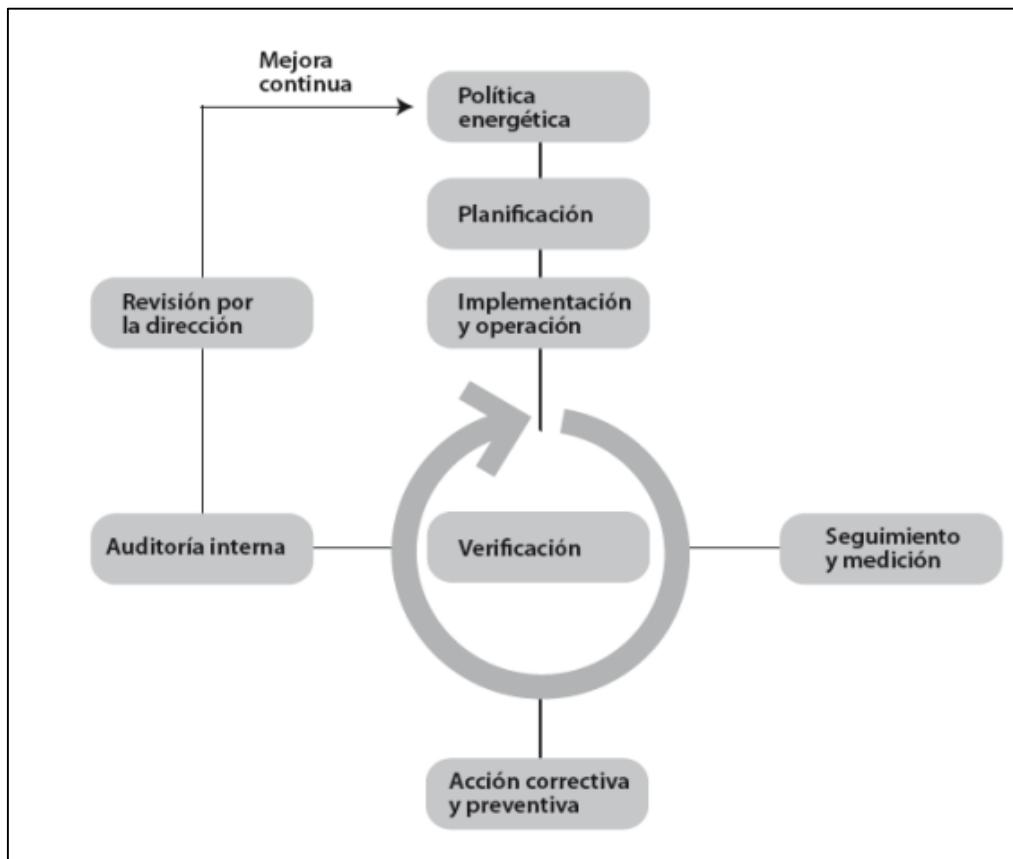 Mejora
continua
Política
energética
Planificación
Revisión por
la dirección
Implementación
y operación
Auditoría interna
Verificación
Seguimiento
y medición
Acción correctiva
y preventiva